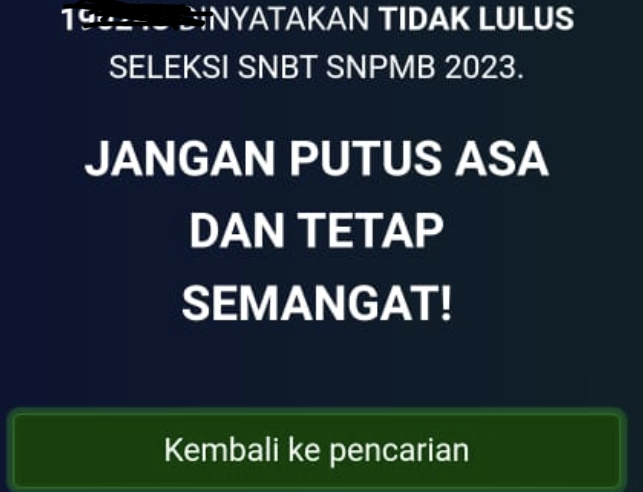 DINYATAKAN TIDAK LULUS
SELEKSI SNBT SNPMB 2023.
JANGAN PUTUS ASA
DAN TETAP
SEMANGAT!
Kembali ke pencarian